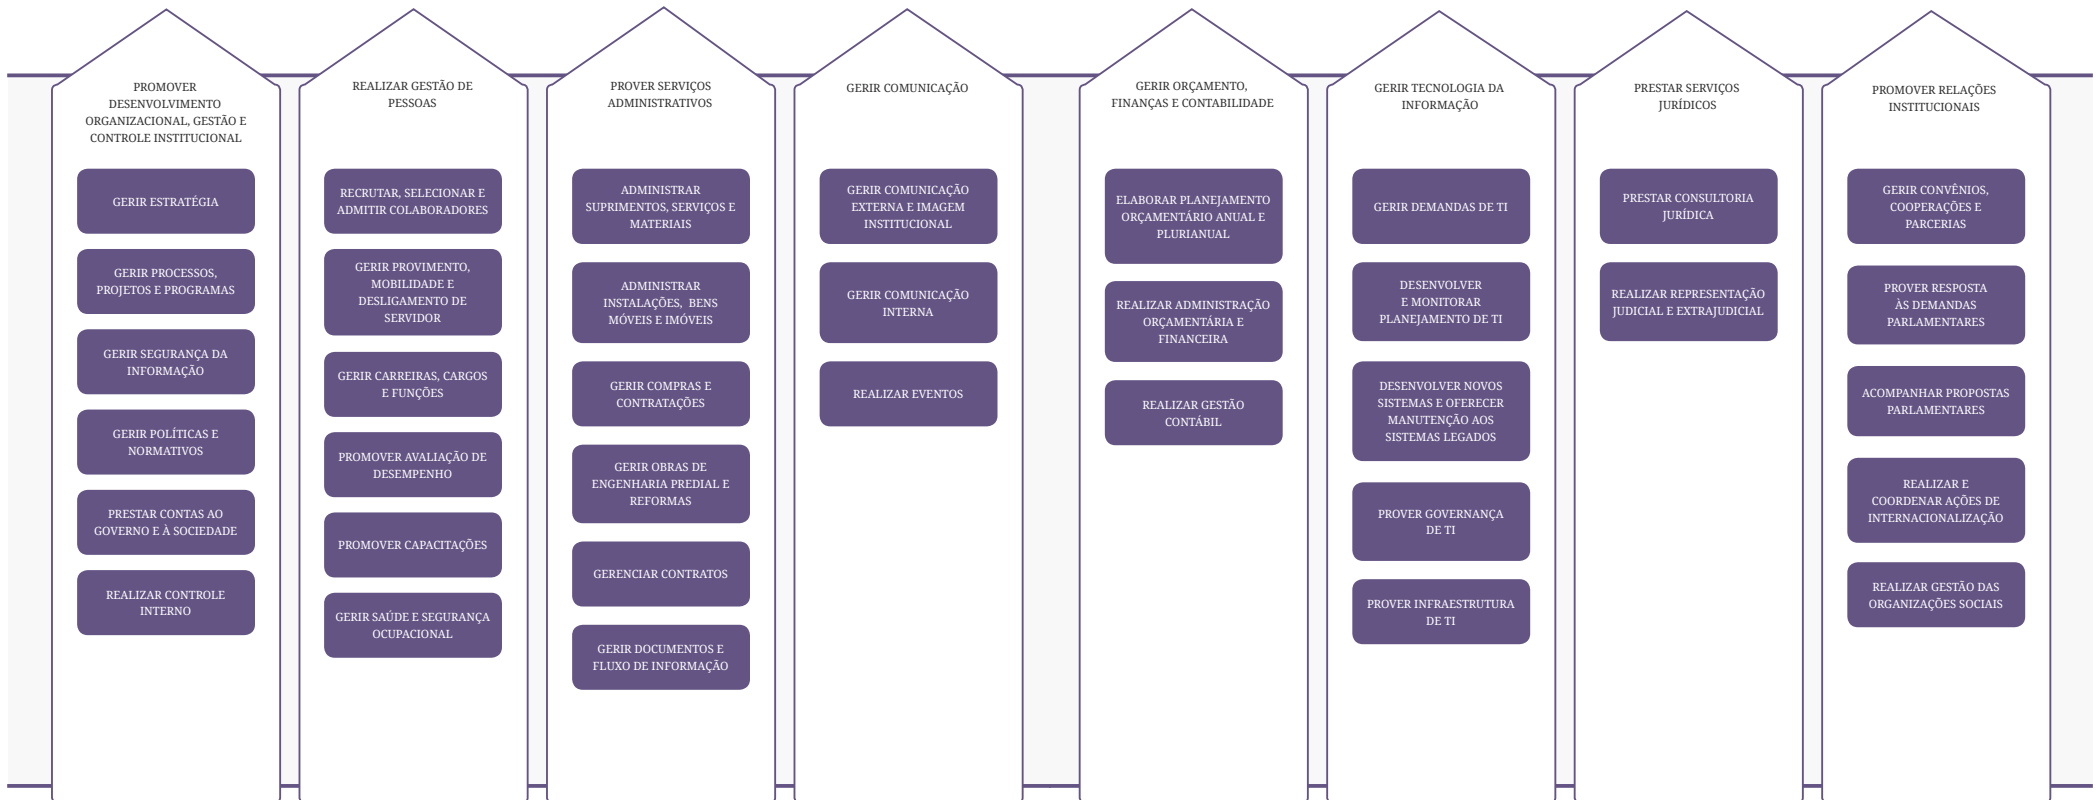 PROMOVER
DESENVOLVIMENTO
ORGANIZACIONAL, GESTÃO E
CONTROLE INSTITUCIONAL
GERIR ESTRATÉGIA
GERIR PROCESSOS,
PROJETOS E PROGRAMAS
GERIR SEGURANÇA DA
INFORMAÇÃO
GERIR POLÍTICAS E
NORMATIVOS
PRESTAR CONTAS AO
GOVERNO E À SOCIEDADE
REALIZAR CONTROLE
INTERNO
REALIZAR GESTÃO DE
PESSOAS
RECRUTAR, SELECIONAR E
ADMITIR COLABORADORES
GERIR PROVIMENTO,
MOBILIDADE E
DESLIGAMENTO DE
SERVIDOR
GERIR CARREIRAS, CARGOS
E FUNÇÕES
PROMOVER AVALIAÇÃO DE
DESEMPENHO
PROMOVER CAPACITAÇÕES
GERIR SAÚDE E SEGURANÇA
OCUPACIONAL
PROVER SERVIÇOS
ADMINISTRATIVOS
ADMINISTRAR
SUPRIMENTOS, SERVIÇOS E
MATERIAIS
ADMINISTRAR
INSTALAÇÕES,  BENS
MÓVEIS E IMÓVEIS
GERIR COMPRAS E
CONTRATAÇÕES
GERIR OBRAS DE
ENGENHARIA PREDIAL E
REFORMAS
GERENCIAR CONTRATOS
GERIR DOCUMENTOS E
FLUXO DE INFORMAÇÃO
GERIR COMUNICAÇÃO
GERIR COMUNICAÇÃO
EXTERNA E IMAGEM
INSTITUCIONAL
GERIR COMUNICAÇÃO
INTERNA
REALIZAR EVENTOS
GERIR ORÇAMENTO,
FINANÇAS E CONTABILIDADE
ELABORAR PLANEJAMENTO
ORÇAMENTÁRIO ANUAL E
PLURIANUAL
REALIZAR ADMINISTRAÇÃO
ORÇAMENTÁRIA E
FINANCEIRA
REALIZAR GESTÃO
CONTÁBIL
GERIR TECNOLOGIA DA
INFORMAÇÃO
GERIR DEMANDAS DE TI
DESENVOLVER
E MONITORAR
PLANEJAMENTO DE TI
DESENVOLVER NOVOS
SISTEMAS E OFERECER
MANUTENÇÃO AOS
SISTEMAS LEGADOS
PROVER GOVERNANÇA
DE TI
PROVER INFRAESTRUTURA
DE TI
PRESTAR SERVIÇOS
JURÍDICOS
PRESTAR CONSULTORIA
JURÍDICA
REALIZAR REPRESENTAÇÃO
JUDICIAL E EXTRAJUDICIAL
PROMOVER RELAÇÕES
INSTITUCIONAIS
GERIR CONVÊNIOS,
COOPERAÇÕES E
PARCERIAS
PROVER RESPOSTA
ÀS DEMANDAS
PARLAMENTARES
ACOMPANHAR PROPOSTAS
PARLAMENTARES
REALIZAR E
COORDENAR AÇÕES DE
INTERNACIONALIZAÇÃO
REALIZAR GESTÃO DAS
ORGANIZAÇÕES SOCIAIS